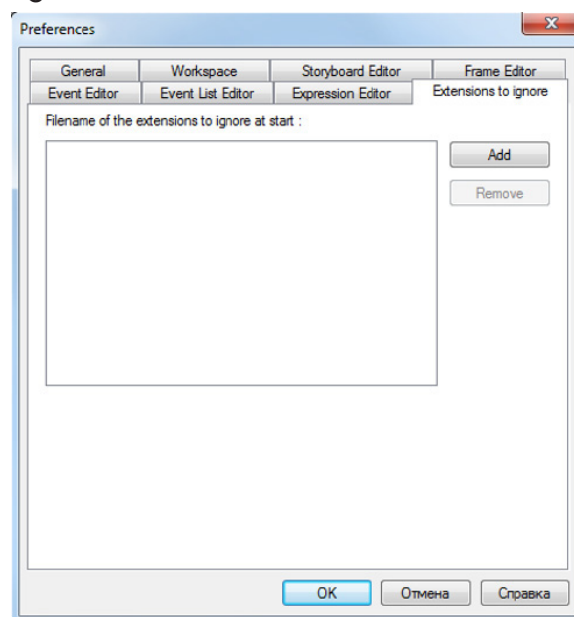 Preferences
General Workspace Storyboard Editor Frame Editor
Event Editor Event List Editor Expression Editor Extensions to ignore
Filename of the extensions to ignore at start :
Add
Remove
OK Отмена Справка